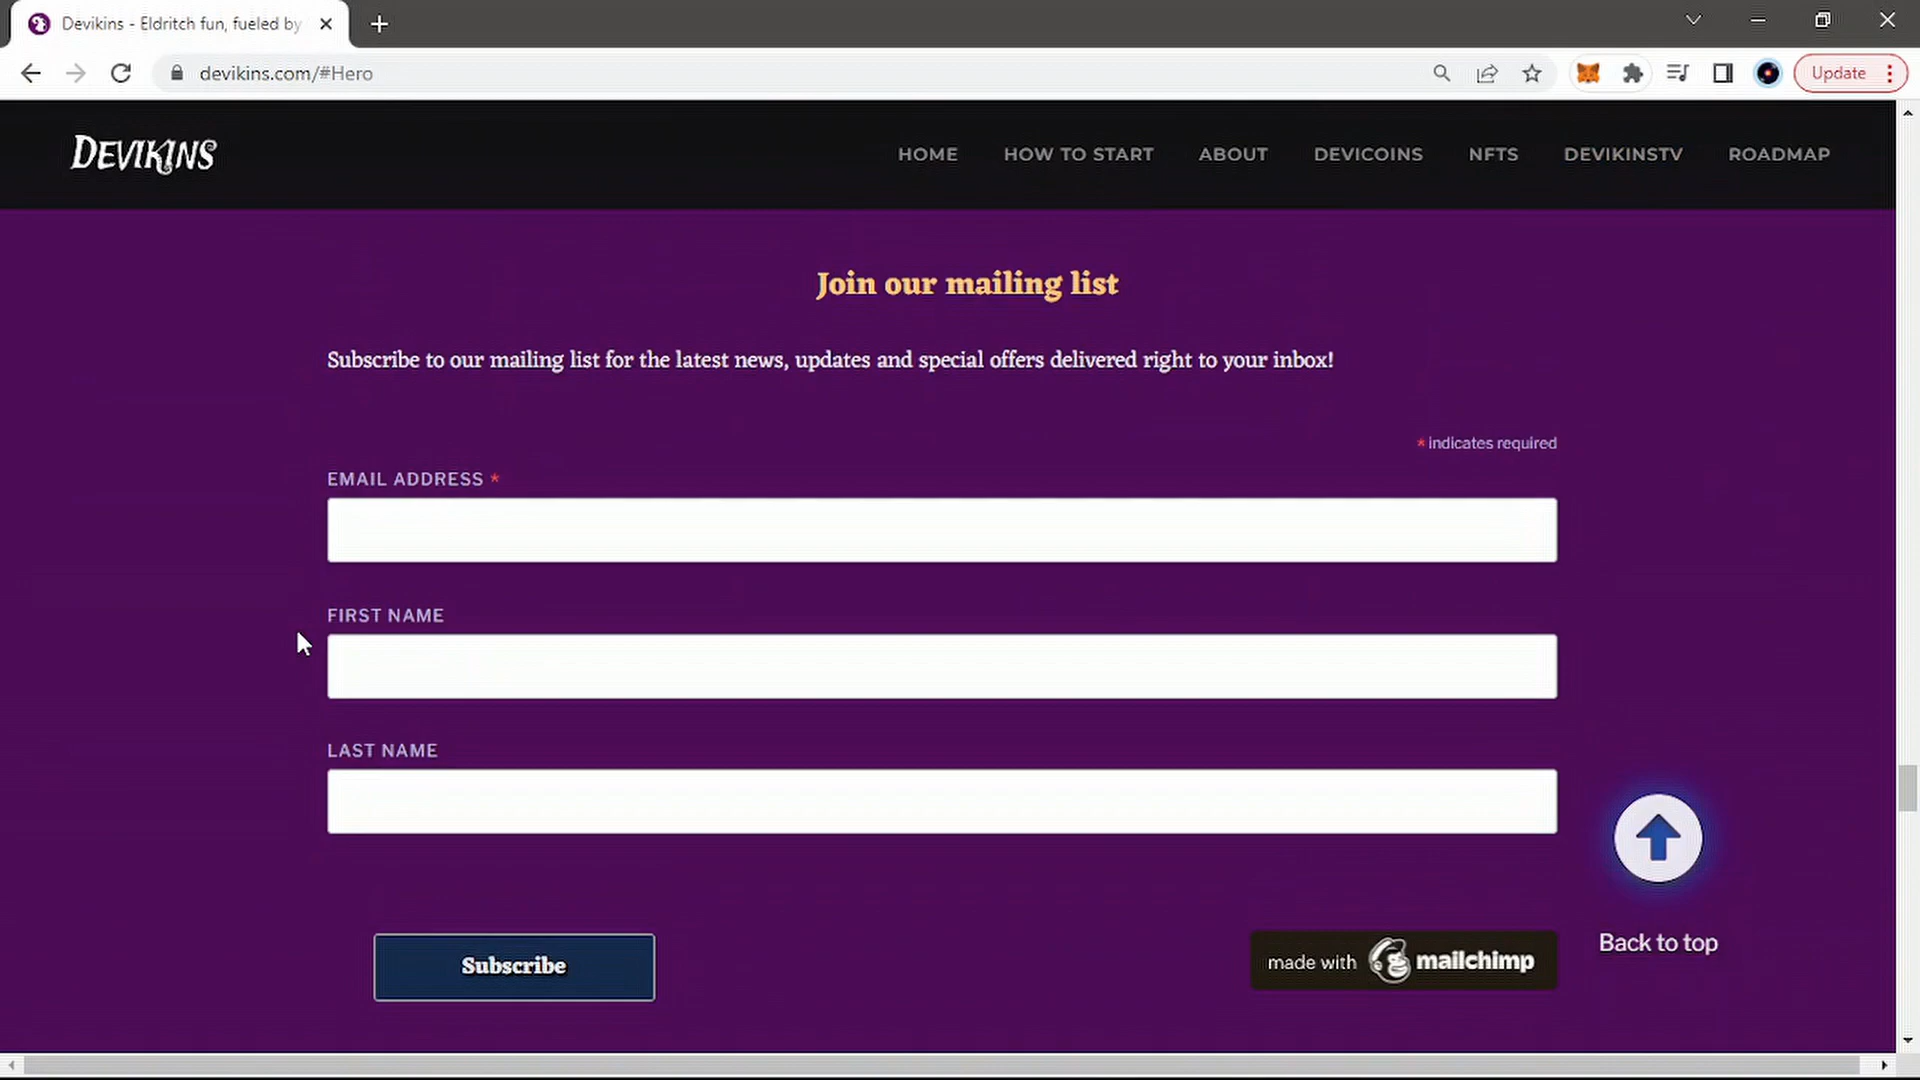 Devikins - Eldritch fun, fueled by
devikins.com/#Hero
Update
DEVIKINS
HOME
HOW TO START
ABOUT
DEVICOINS
NFTS
DEVIKINSTV
ROADMAP
Join our mailing list
Subscribe to our mailing list for the latest news, updates and special offers delivered right to your inbox!
* indicates required
EMAIL ADDRESS *
FIRST NAME
LAST NAME
Subscribe
made with mailchimp
Back to top